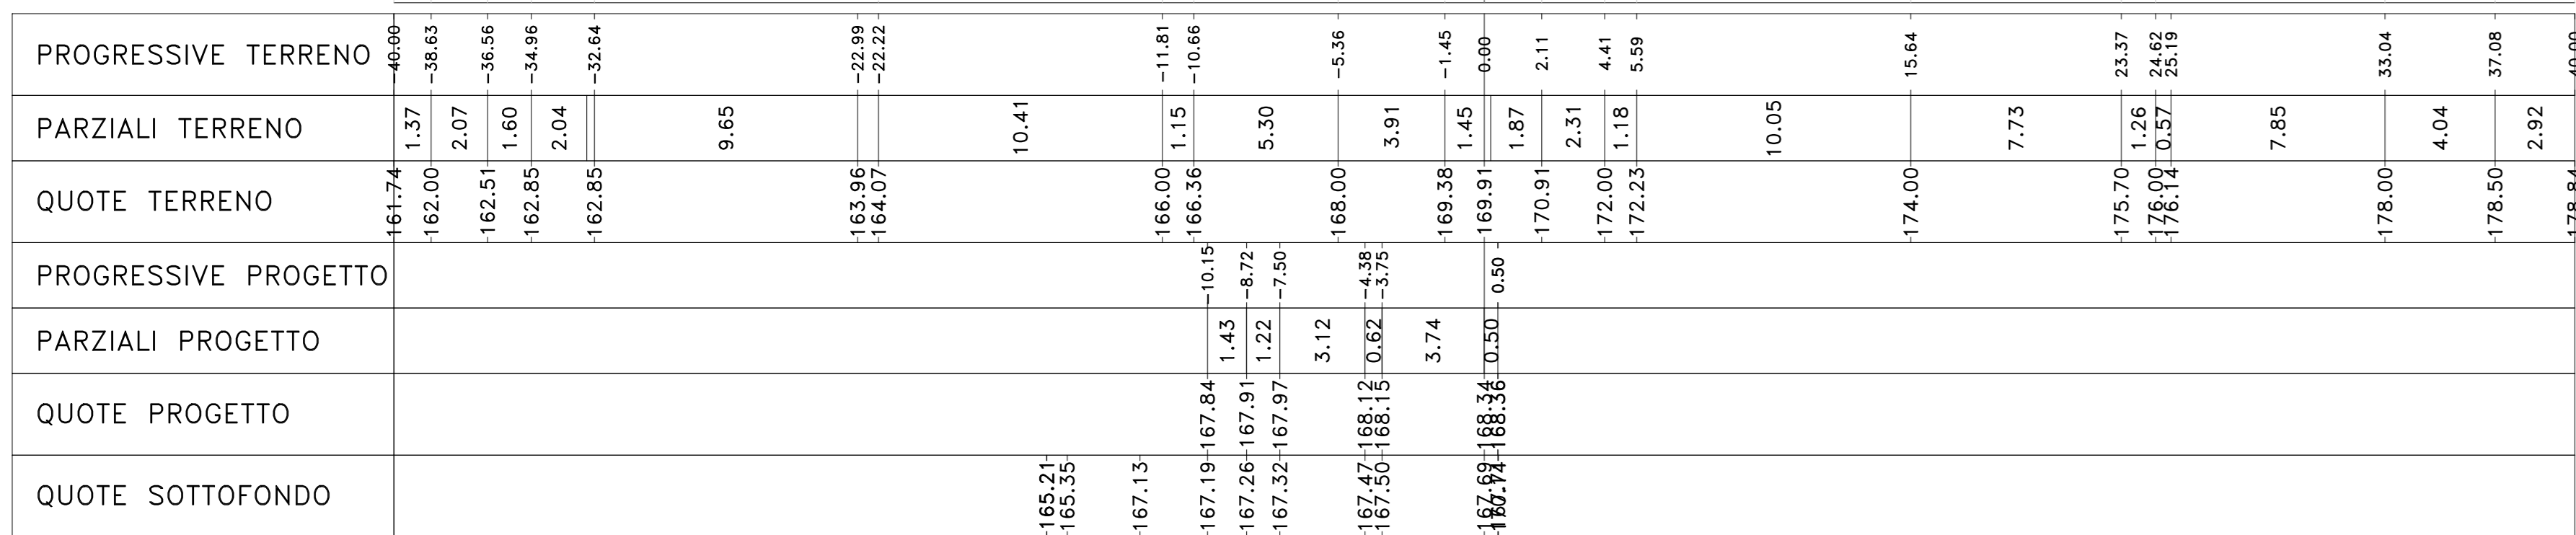 PROGRESSIVE TERRENO -40.00 -38.63 -36.56 -34.96 -32.64 -22.99 -22.22 -11.81 -10.66 -5.36 -1.45 0.00 2.11 4.41 5.59 15.64 23.37 24.62 25.19 33.04 37.08 40.00
PARZIALI TERRENO 1.37 2.07 1.60 2.04 9.65 10.41 1.15 5.30 3.91 1.45 1.87 2.31 1.18 10.05 7.73 1.26 0.57 7.85 4.04 2.92
QUOTE TERRENO 161.74 162.00 162.51 162.85 162.85 163.96 164.07 166.00 166.36 168.00 169.38 169.91 170.91 172.00 172.23 174.00 175.70 176.00 176.14 178.00 178.50 178.84
PROGRESSIVE PROGETTO -10.15 -8.72 -7.50 -4.38 -3.75 0.50
PARZIALI PROGETTO 1.43 1.22 3.12 0.62 3.74 0.50
QUOTE PROGETTO 167.84 167.91 167.97 168.12 168.15 168.34 168.36
QUOTE SOTTOFONDO 165.21 165.35 167.13 167.19 167.26 167.32 167.47 167.50 167.69